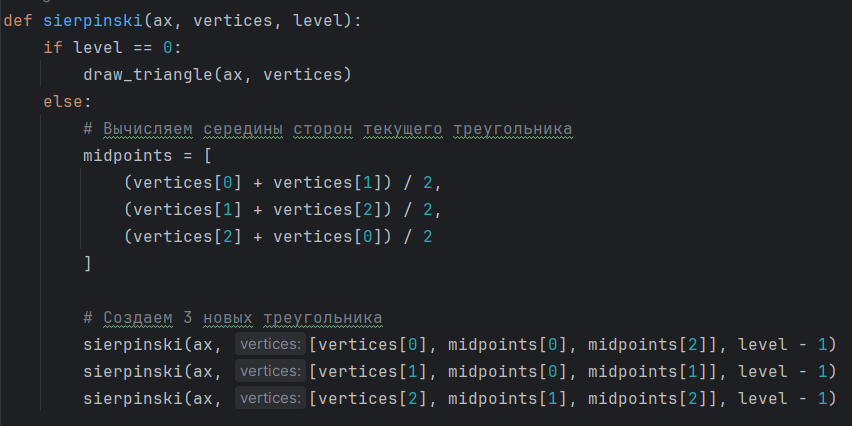 def sierpinski(ax, vertices, level):
    if level == 0:
        draw_triangle(ax, vertices)
    else:
        # Вычисляем середины сторон текущего треугольника
        midpoints = [
            (vertices[0] + vertices[1]) / 2,
            (vertices[1] + vertices[2]) / 2,
            (vertices[2] + vertices[0]) / 2
        ]
        # Создаем 3 новых треугольника
        sierpinski(ax, vertices: [vertices[0], midpoints[0], midpoints[2]], level - 1)
        sierpinski(ax, vertices: [vertices[1], midpoints[0], midpoints[1]], level - 1)
        sierpinski(ax, vertices: [vertices[2], midpoints[1], midpoints[2]], level - 1)